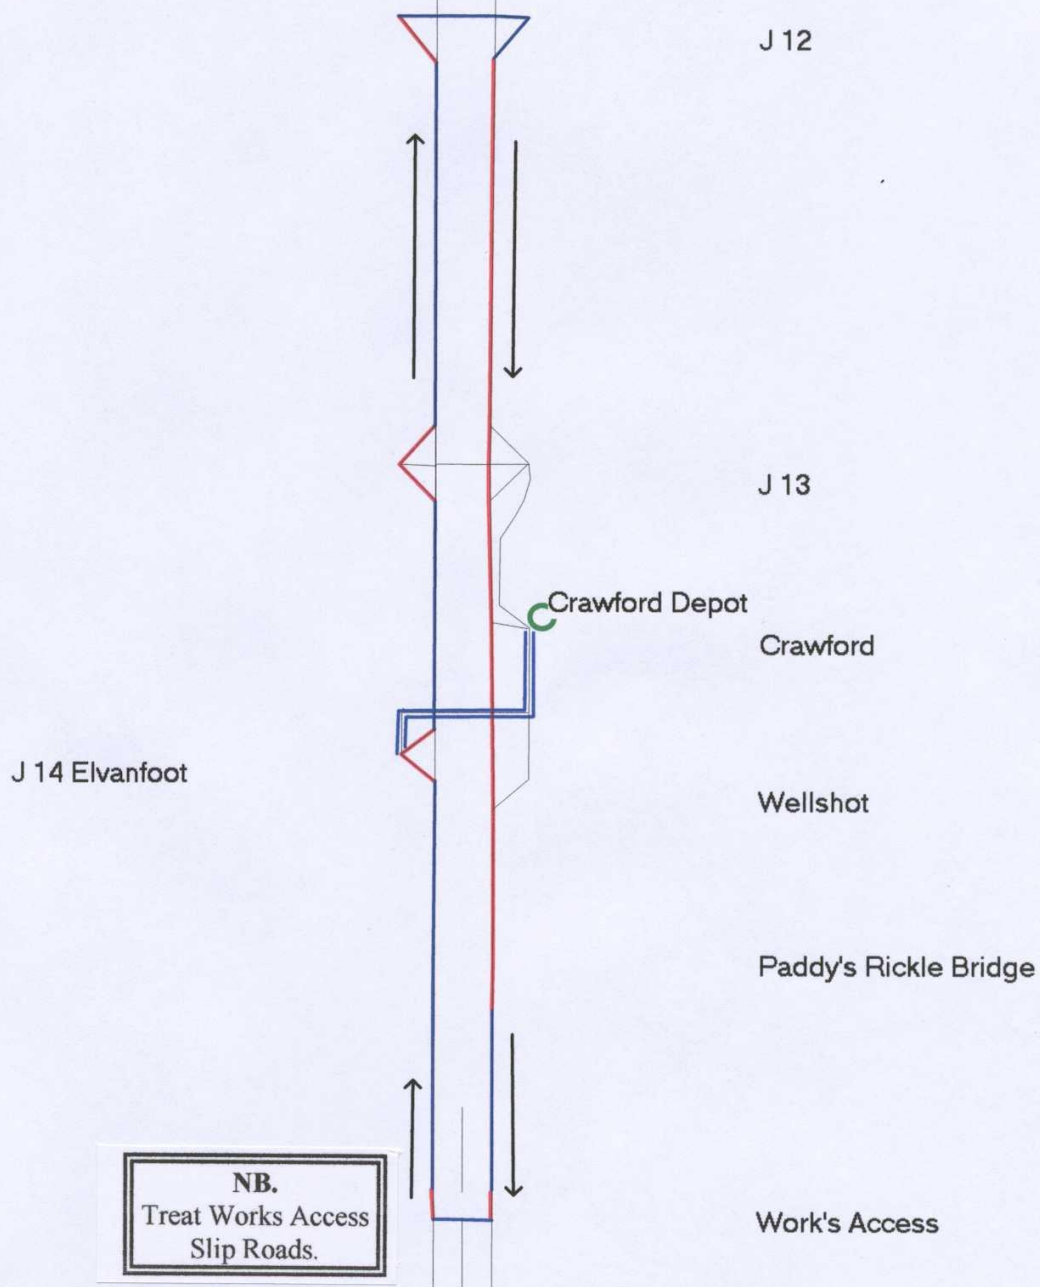 J 12
J 13
Crawford Depot
Crawford
J 14 Elvanfoot
Wellshot
Paddy's Rickle Bridge
NB.
Treat Works Access
Slip Roads.
Work's Access